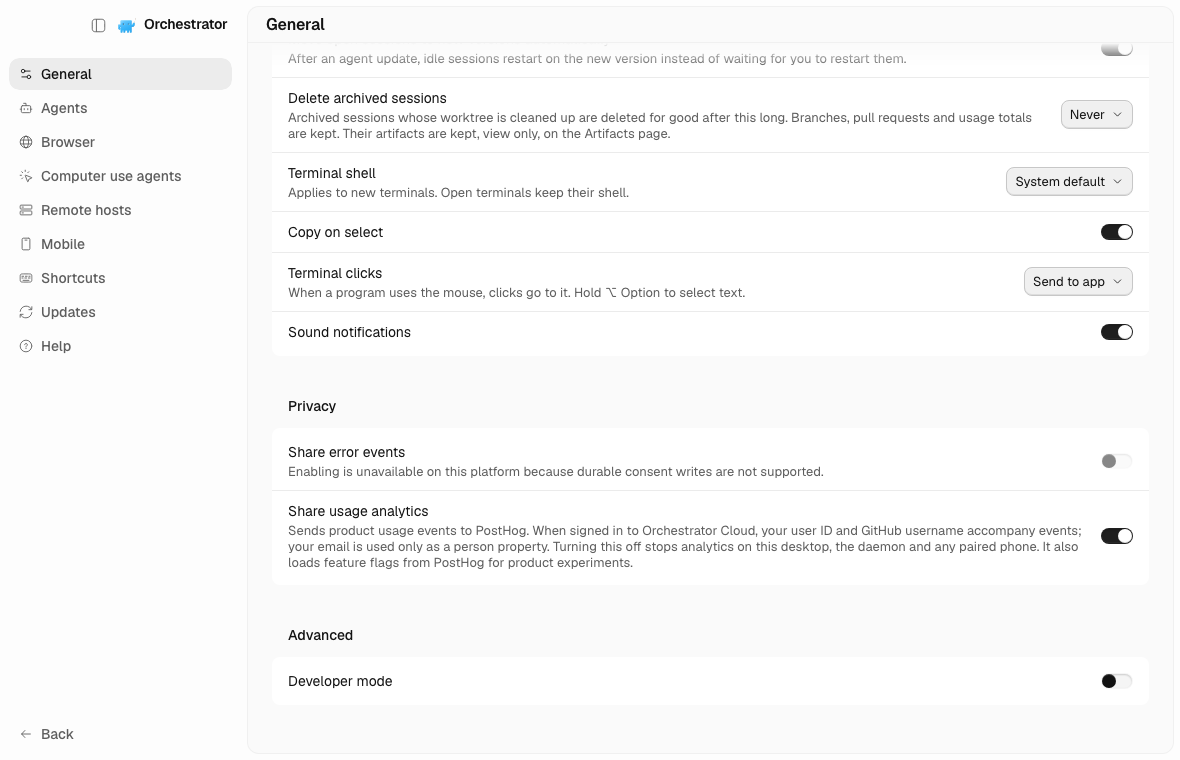 Orchestrator
General
Agents
Browser
Computer use agents
Remote hosts
Mobile
Shortcuts
Updates
Help
Back
General
After an agent update, idle sessions restart on the new version instead of waiting for you to restart them.
Delete archived sessions
Archived sessions whose worktree is cleaned up are deleted for good after this long. Branches, pull requests and usage totals
are kept. Their artifacts are kept, view only, on the Artifacts page.
Never
Terminal shell
Applies to new terminals. Open terminals keep their shell.
System default
Copy on select
Terminal clicks
When a program uses the mouse, clicks go to it. Hold ⌥ Option to select text.
Send to app
Sound notifications
Privacy
Share error events
Enabling is unavailable on this platform because durable consent writes are not supported.
Share usage analytics
Sends product usage events to PostHog. When signed in to Orchestrator Cloud, your user ID and GitHub username accompany events;
your email is used only as a person property. Turning this off stops analytics on this desktop, the daemon and any paired phone. It also
loads feature flags from PostHog for product experiments.
Advanced
Developer mode